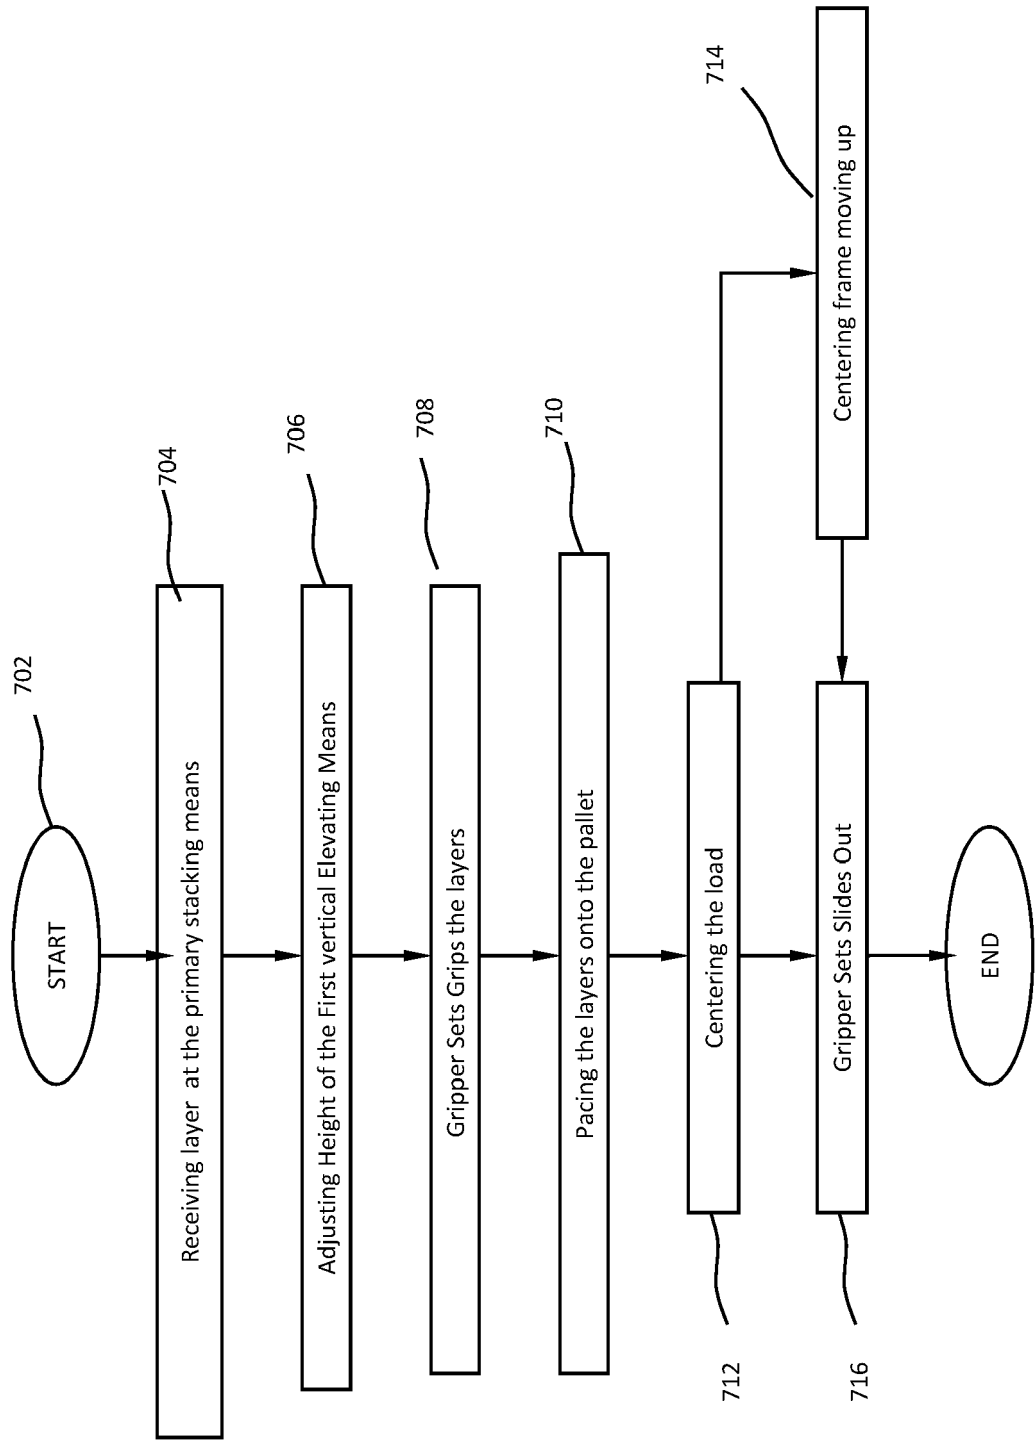 START
702
Receiving layer at the primary stacking means
704
Adjusting Height of the First vertical Elevating Means
706
Gripper Sets Grips the layers
708
Pacing the layers onto the pallet
710
Centering the load
712
Centering frame moving up
714
Gripper Sets Slides Out
716
END